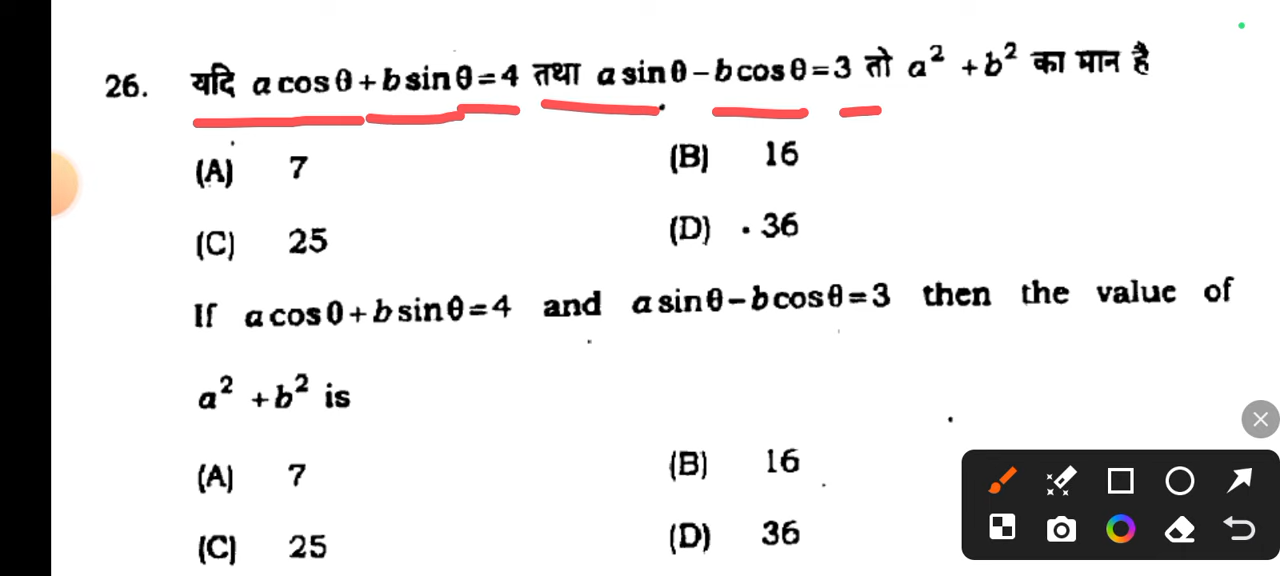 26. यदि a cos θ + b sin θ = 4 तथा a sin θ – b cos θ = 3 तो a² + b² का मान है
(A) 7 (B) 16
(C) 25 (D) 36
If a cos θ + b sin θ = 4 and a sin θ – b cos θ = 3 then the value of
a² + b² is
(A) 7 (B) 16
(C) 25 (D) 36